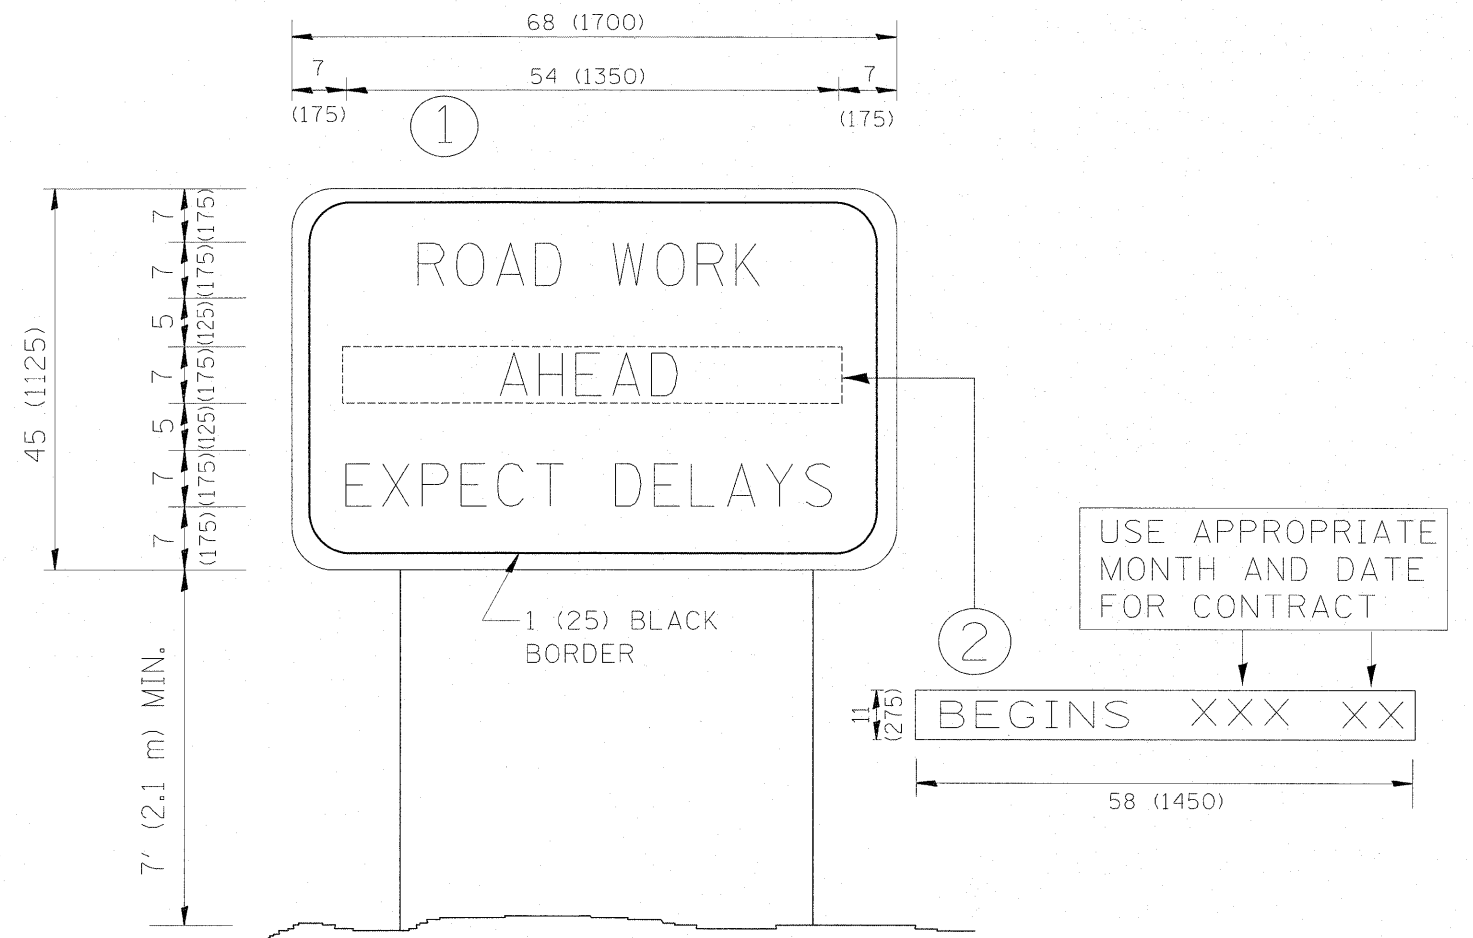 68 (1700)
7
54 (1350)
7
(175)
(175)
1
45 (1125)
7 (175)
7 (175)
5 (125)
7 (175)
5 (125)
7 (175)
7 (175)
ROAD WORK
AHEAD
EXPECT DELAYS
1 (25) BLACK
BORDER
7' (2.1 m) MIN.
USE APPROPRIATE
MONTH AND DATE
FOR CONTRACT
2
11
(275)
BEGINS XXX XX
58 (1450)